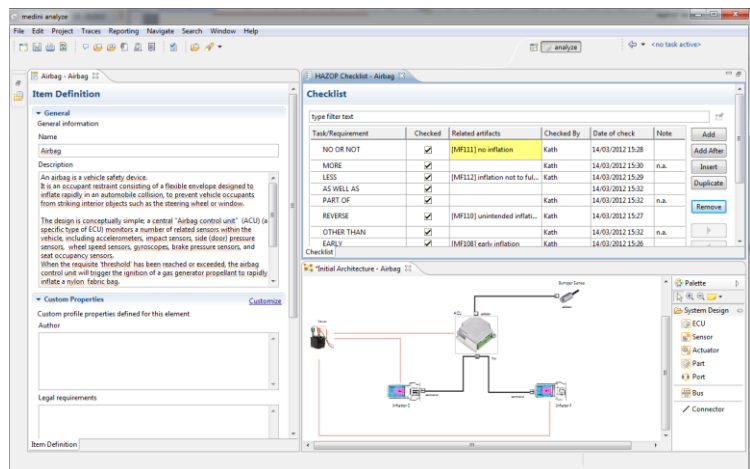 medini analyze
File Edit Project Traces Reporting Navigate Search Window Help
analyze
<no task active>
Airbag - Airbag
Item Definition
General
General information
Name
Airbag
Description
An airbag is a vehicle safety device.
It is an occupant restraint consisting of a flexible envelope designed to
inflate rapidly in an automobile collision, to prevent vehicle occupants
from striking interior objects such as the steering wheel or window.
The design is conceptually simple; a central "Airbag control unit" (ACU) (a
specific type of ECU) monitors a number of related sensors within the
vehicle, including accelerometers, impact sensors, side (door) pressure
sensors, wheel speed sensors, gyroscopes, brake pressure sensors, and
seat occupancy sensors.
When the requisite 'threshold' has been reached or exceeded, the airbag
control unit will trigger the ignition of a gas generator propellant to rapidly
inflate a nylon fabric bag.
Custom Properties
Customize
Custom profile properties defined for this element
Author
Legal requirements
Item Definition
HAZOP Checklist - Airbag
Checklist
type filter text
Task/Requirement Checked Related artifacts Checked By Date of check Note
NO OR NOT [MF111] no inflation Kath 14/03/2012 15:28
MORE Kath 14/03/2012 15:30 n.a.
LESS [MF112] inflation not to ful... Kath 14/03/2012 15:29
AS WELL AS 14/03/2012 15:32
PART OF Kath 14/03/2012 15:32 n.a.
REVERSE [MF110] unintended inflati... Kath 14/03/2012 15:27
OTHER THAN Kath 14/03/2012 15:32 n.a.
EARLY [MF108] early inflation Kath 14/03/2012 15:26
Add
Add After
Insert
Duplicate
Remove
Checklist
*Initial Architecture - Airbag
Bumper Sensor
ACU
Inflator 2
Inflator 1
Palette
System Design
ECU
Sensor
Actuator
Part
Port
Bus
Connector